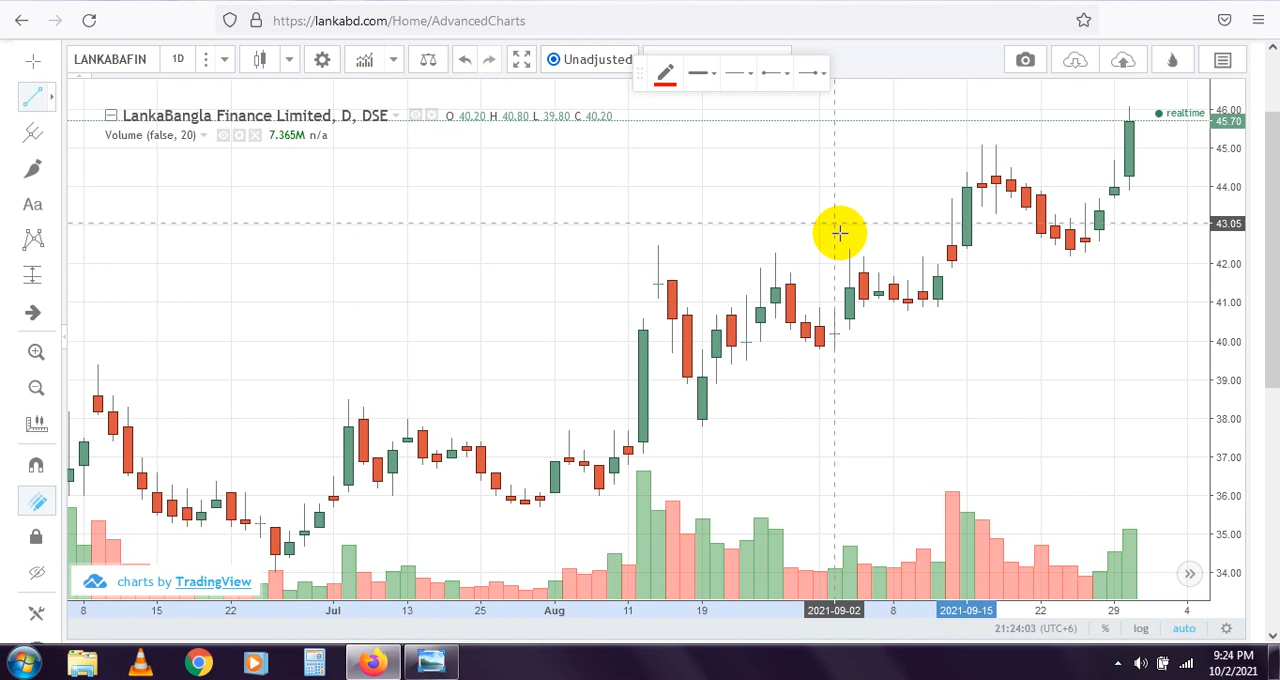 https://lankabd.com/Home/AdvancedCharts
LANKABAFIN 1D Unadjusted
LankaBangla Finance Limited, D, DSE O 40.20 H 40.80 L 39.80 C 40.20
Volume (false, 20) 7.365M n/a
realtime
Aa
46.00
45.70
45.00
44.00
43.05
42.00
41.00
40.00
39.00
38.00
37.00
36.00
35.00
34.00
charts by TradingView
8 15 22 Jul 13 25 Aug 11 19 2021-09-02 8 2021-09-15 22 29 4
21:24:03 (UTC+6) % log auto
9:24 PM
10/2/2021